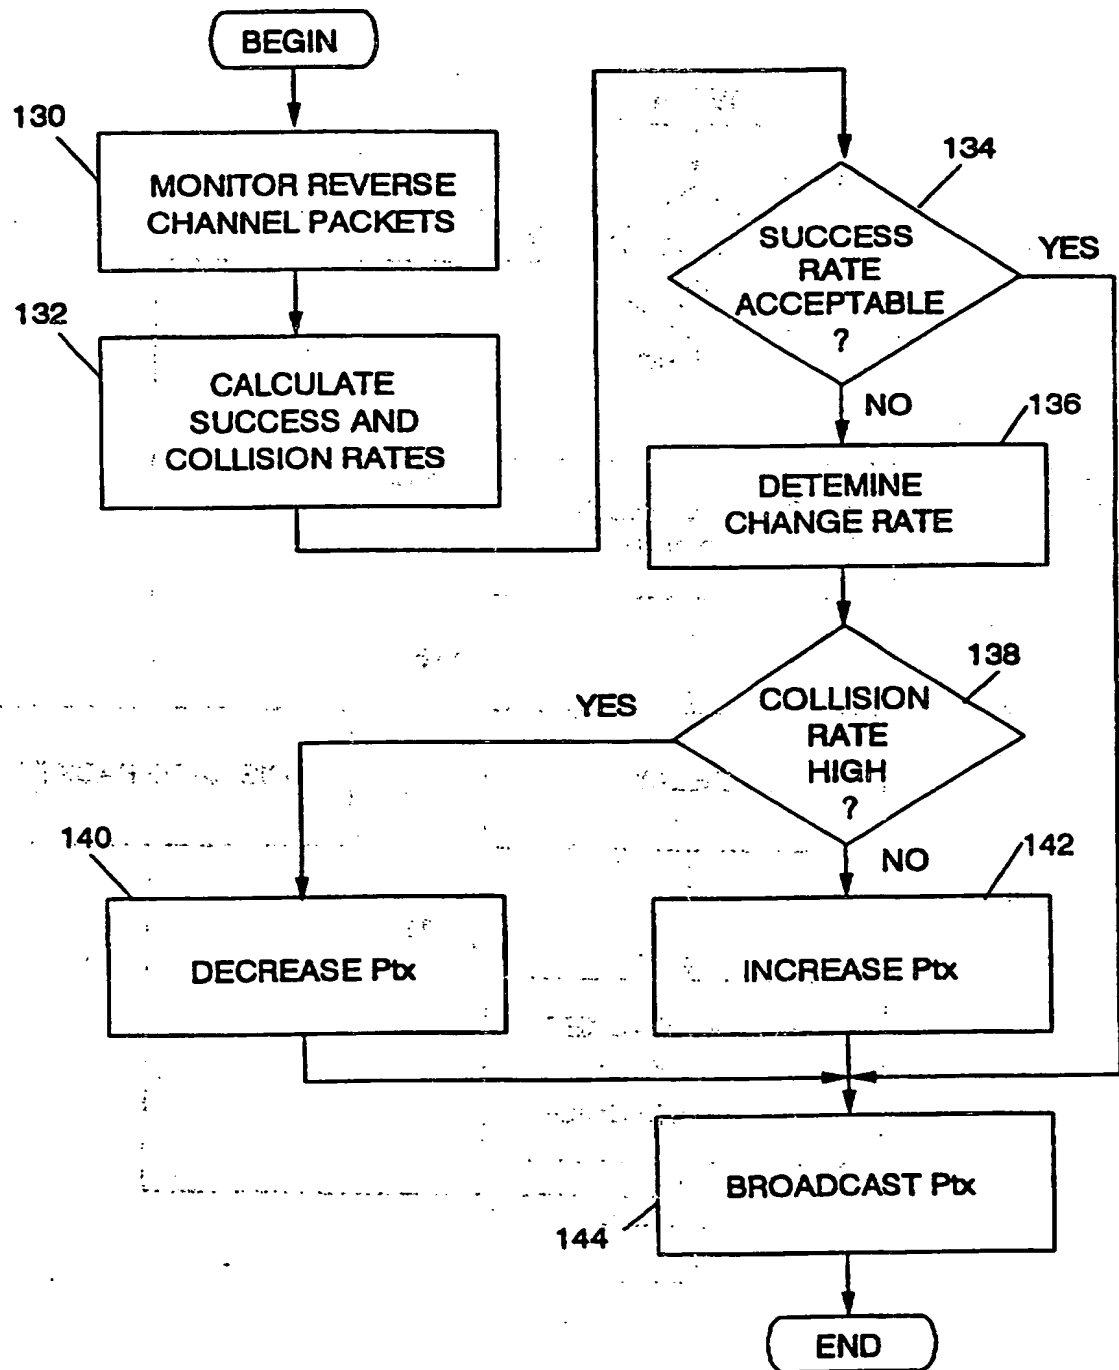 BEGIN
130
MONITOR REVERSE
CHANNEL PACKETS
132
CALCULATE
SUCCESS AND
COLLISION RATES
134
SUCCESS
RATE
ACCEPTABLE
?
YES
NO
136
DETEMINE
CHANGE RATE
138
COLLISION
RATE
HIGH
?
YES
NO
140
DECREASE Ptx
142
INCREASE Ptx
BROADCAST Ptx
144
END